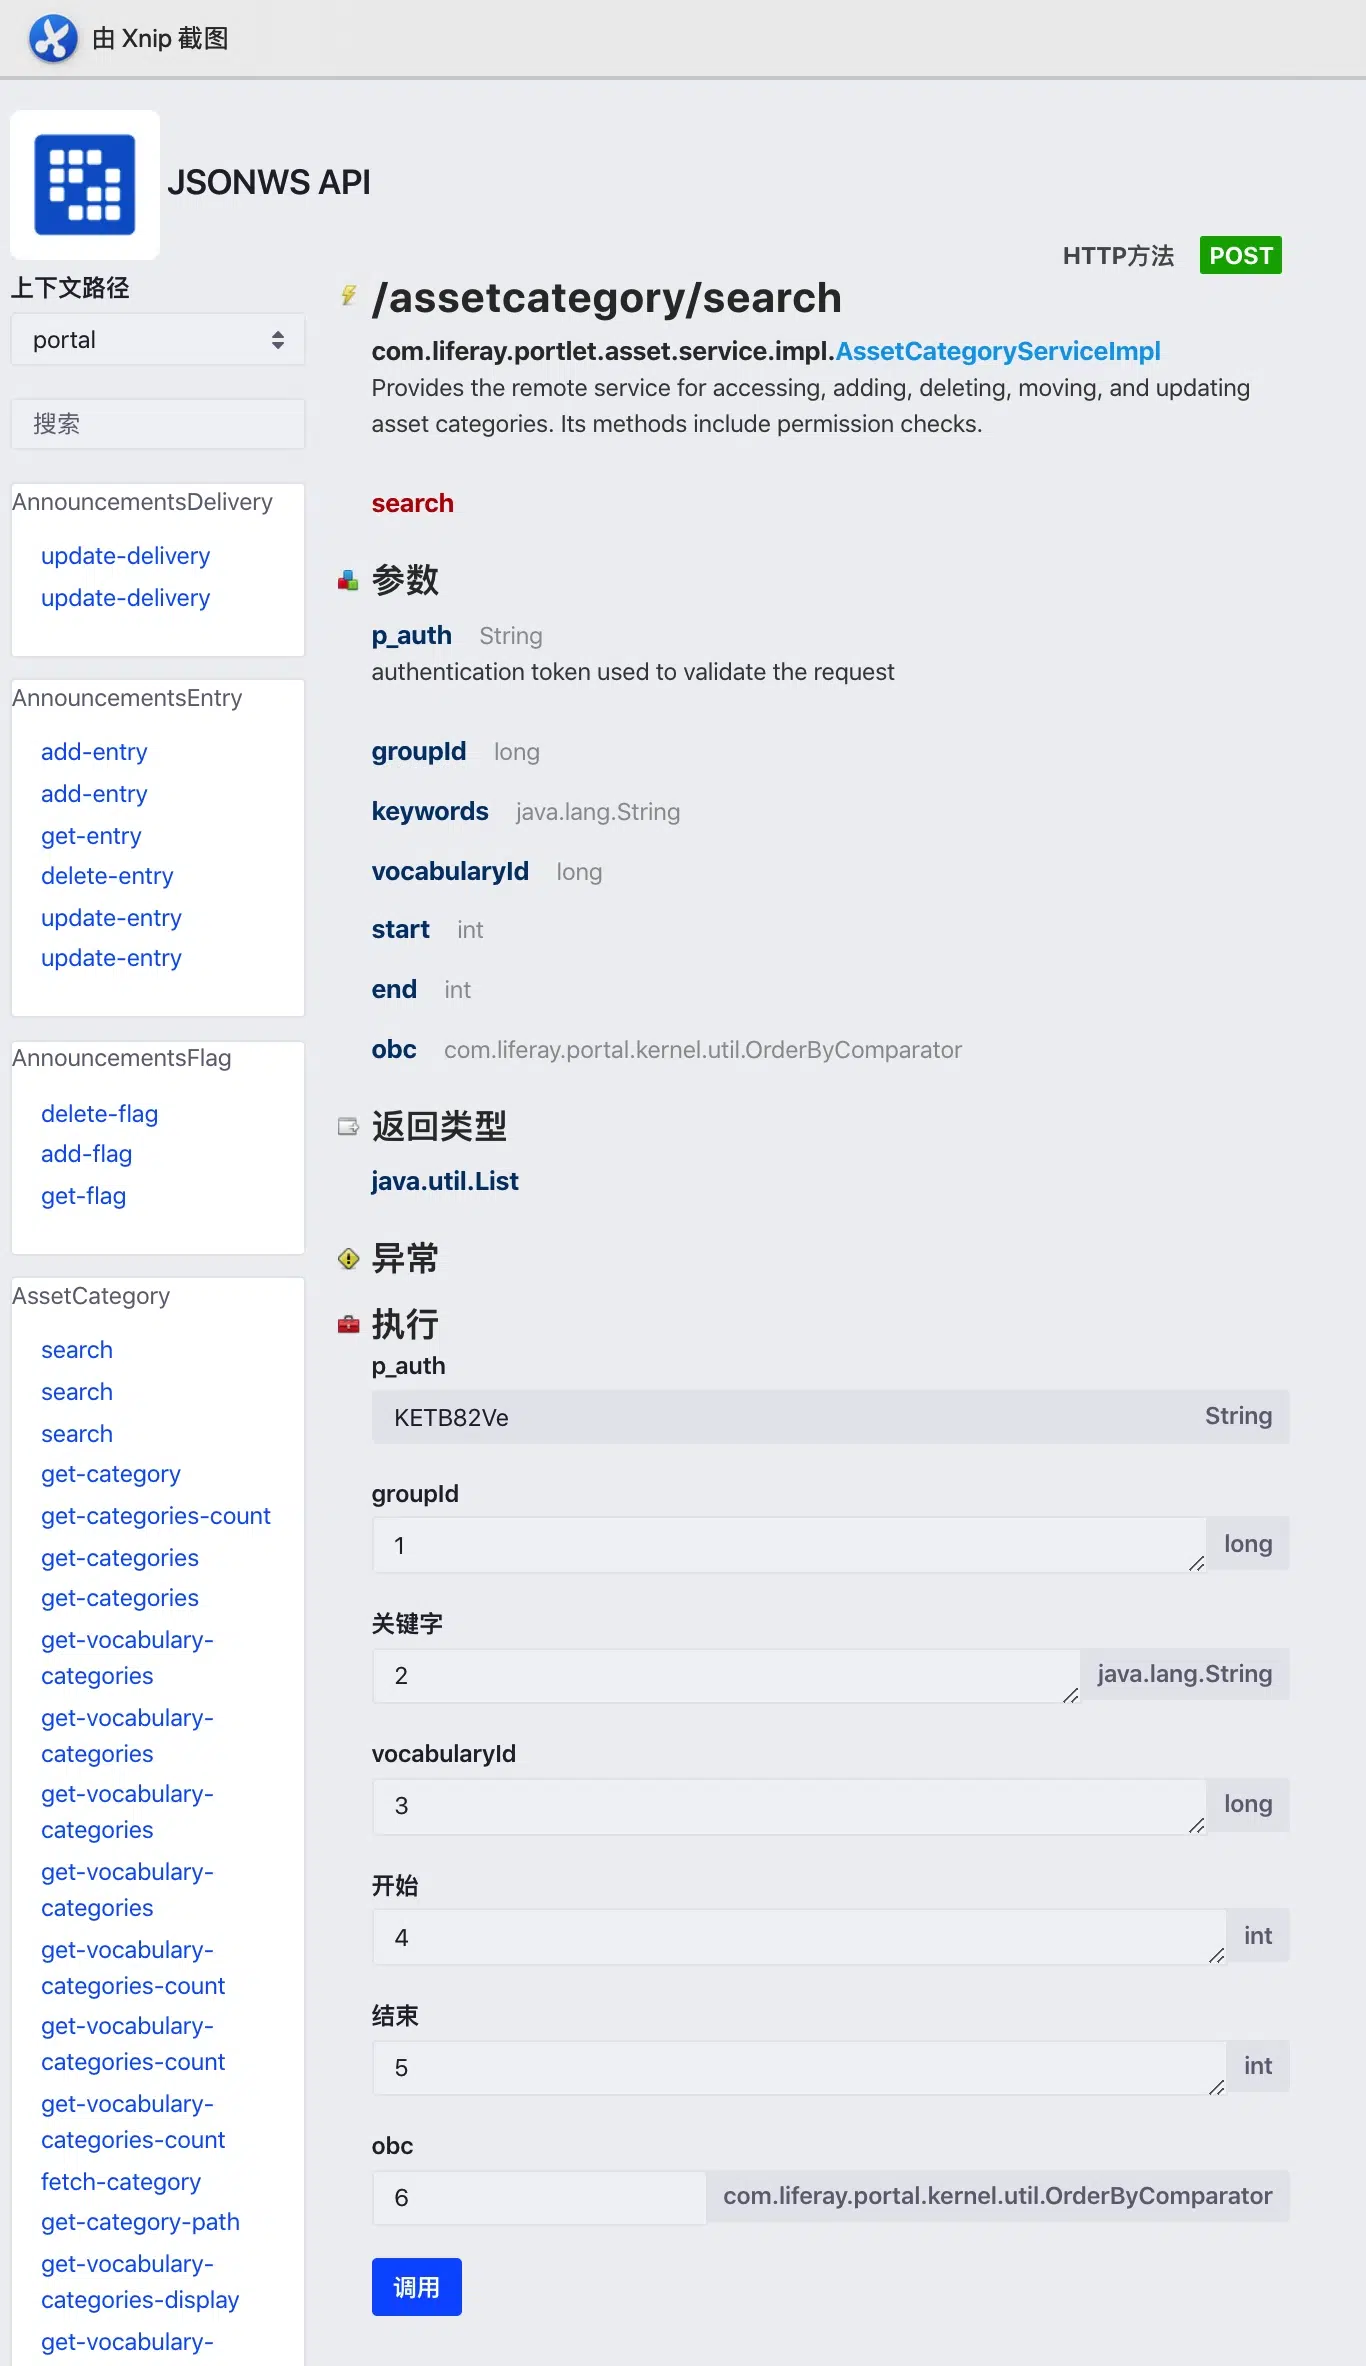 由 Xnip 截图
JSONWS API
上下文路径
portal
搜索
AnnouncementsDelivery
update-delivery
update-delivery
AnnouncementsEntry
add-entry
add-entry
get-entry
delete-entry
update-entry
update-entry
AnnouncementsFlag
delete-flag
add-flag
get-flag
AssetCategory
search
search
search
get-category
get-categories-count
get-categories
get-categories
get-vocabulary-
categories
get-vocabulary-
categories
get-vocabulary-
categories
get-vocabulary-
categories
get-vocabulary-
categories-count
get-vocabulary-
categories-count
get-vocabulary-
categories-count
fetch-category
get-category-path
get-vocabulary-
categories-display
get-vocabulary-
HTTP方法 POST
/assetcategory/search
com.liferay.portlet.asset.service.impl.AssetCategoryServiceImpl
Provides the remote service for accessing, adding, deleting, moving, and updating
asset categories. Its methods include permission checks.
search
参数
p_auth String
authentication token used to validate the request
groupId long
keywords java.lang.String
vocabularyId long
start int
end int
obc com.liferay.portal.kernel.util.OrderByComparator
返回类型
java.util.List
异常
执行
p_auth
KETB82Ve String
groupId
1 long
关键字
2 java.lang.String
vocabularyId
3 long
开始
4 int
结束
5 int
obc
6 com.liferay.portal.kernel.util.OrderByComparator
调用